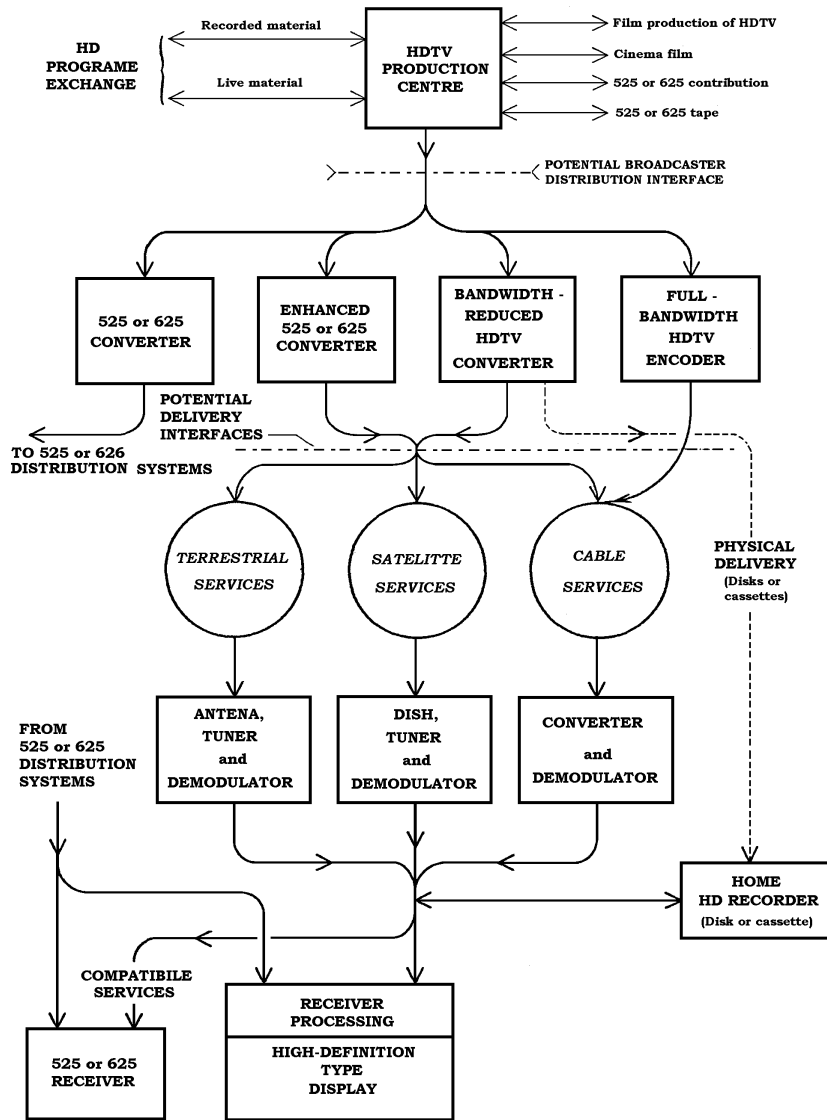 HD
PROGRAME
EXCHANGE
Recorded material
Live material
HDTV
PRODUCTION
CENTRE
Film production of HDTV
Cinema film
525 or 625 contribution
525 or 625 tape
POTENTIAL BROADCASTER
DISTRIBUTION INTERFACE
525 or 625
CONVERTER
ENHANCED
525 or 625
CONVERTER
BANDWIDTH -
REDUCED
HDTV
CONVERTER
FULL -
BANDWIDTH
HDTV
ENCODER
POTENTIAL
DELIVERY
INTERFACES
TO 525 or 626
DISTRIBUTION SYSTEMS
TERRESTRIAL
SERVICES
SATELITTE
SERVICES
CABLE
SERVICES
PHYSICAL
DELIVERY
(Disks or
cassettes)
FROM
525 or 625
DISTRIBUTION
SYSTEMS
ANTENA,
TUNER
and
DEMODULATOR
DISH,
TUNER
and
DEMODULATOR
CONVERTER
and
DEMODULATOR
HOME
HD RECORDER
(Disk or cassette)
COMPATIBILE
SERVICES
525 or 625
RECEIVER
RECEIVER
PROCESSING
HIGH-DEFINITION
TYPE
DISPLAY